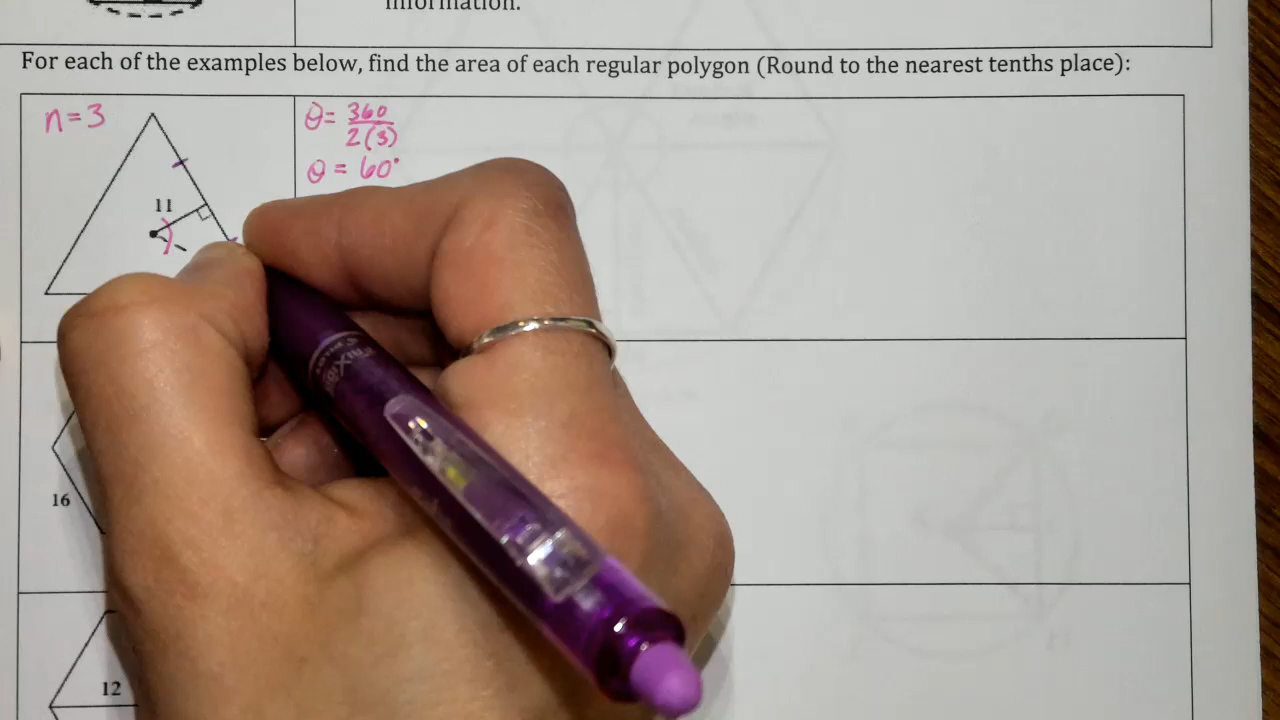 information.
For each of the examples below, find the area of each regular polygon (Round to the nearest tenths place):
n=3
θ= 360
2(3)
θ = 60°
11
16
12